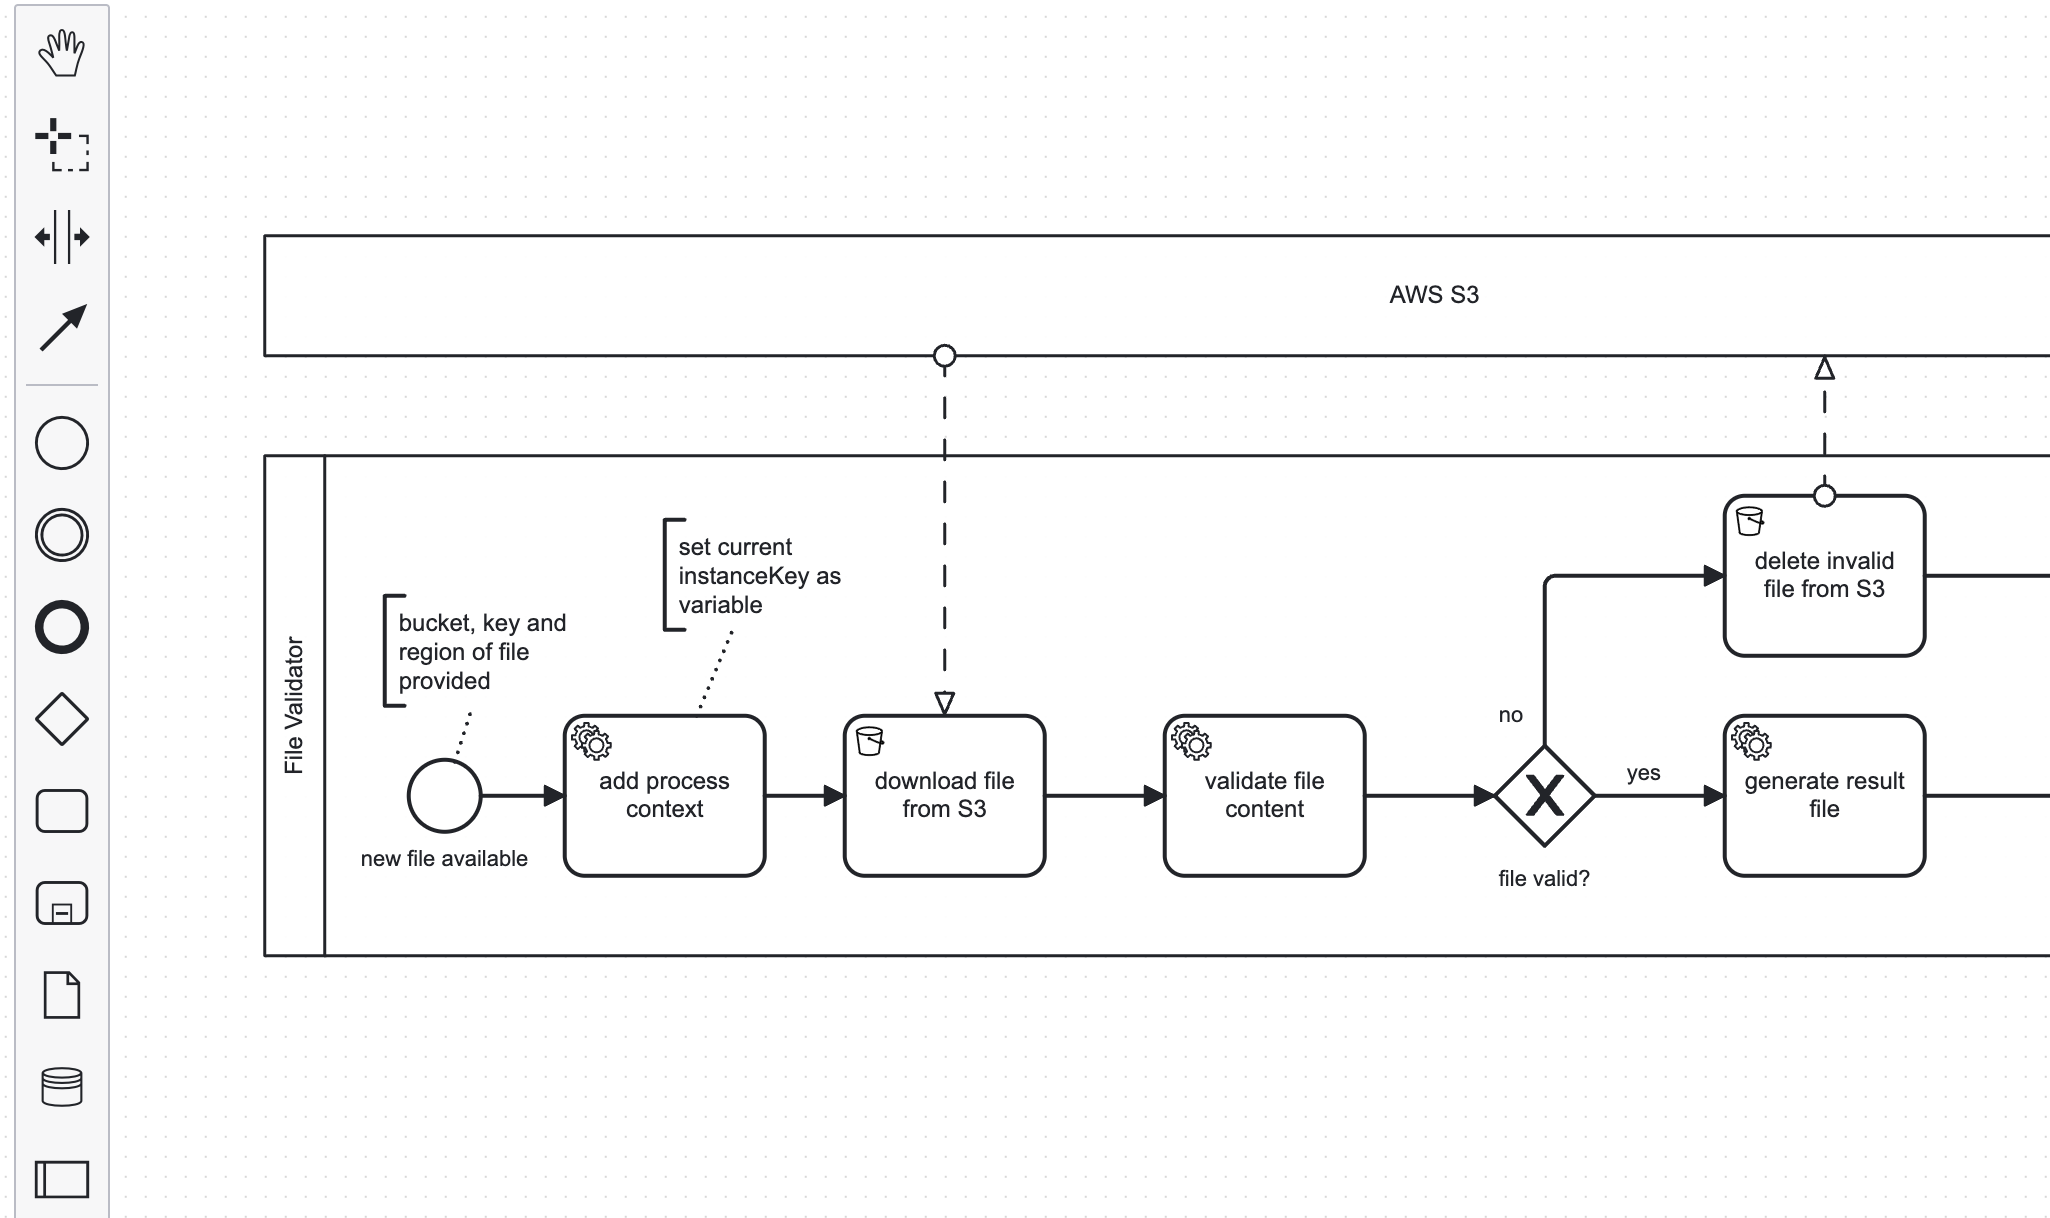 AWS S3
File Validator
set current
instanceKey as
variable
bucket, key and
region of file
provided
new file available
add process
context
download file
from S3
validate file
content
no
yes
X
file valid?
delete invalid
file from S3
generate result
file